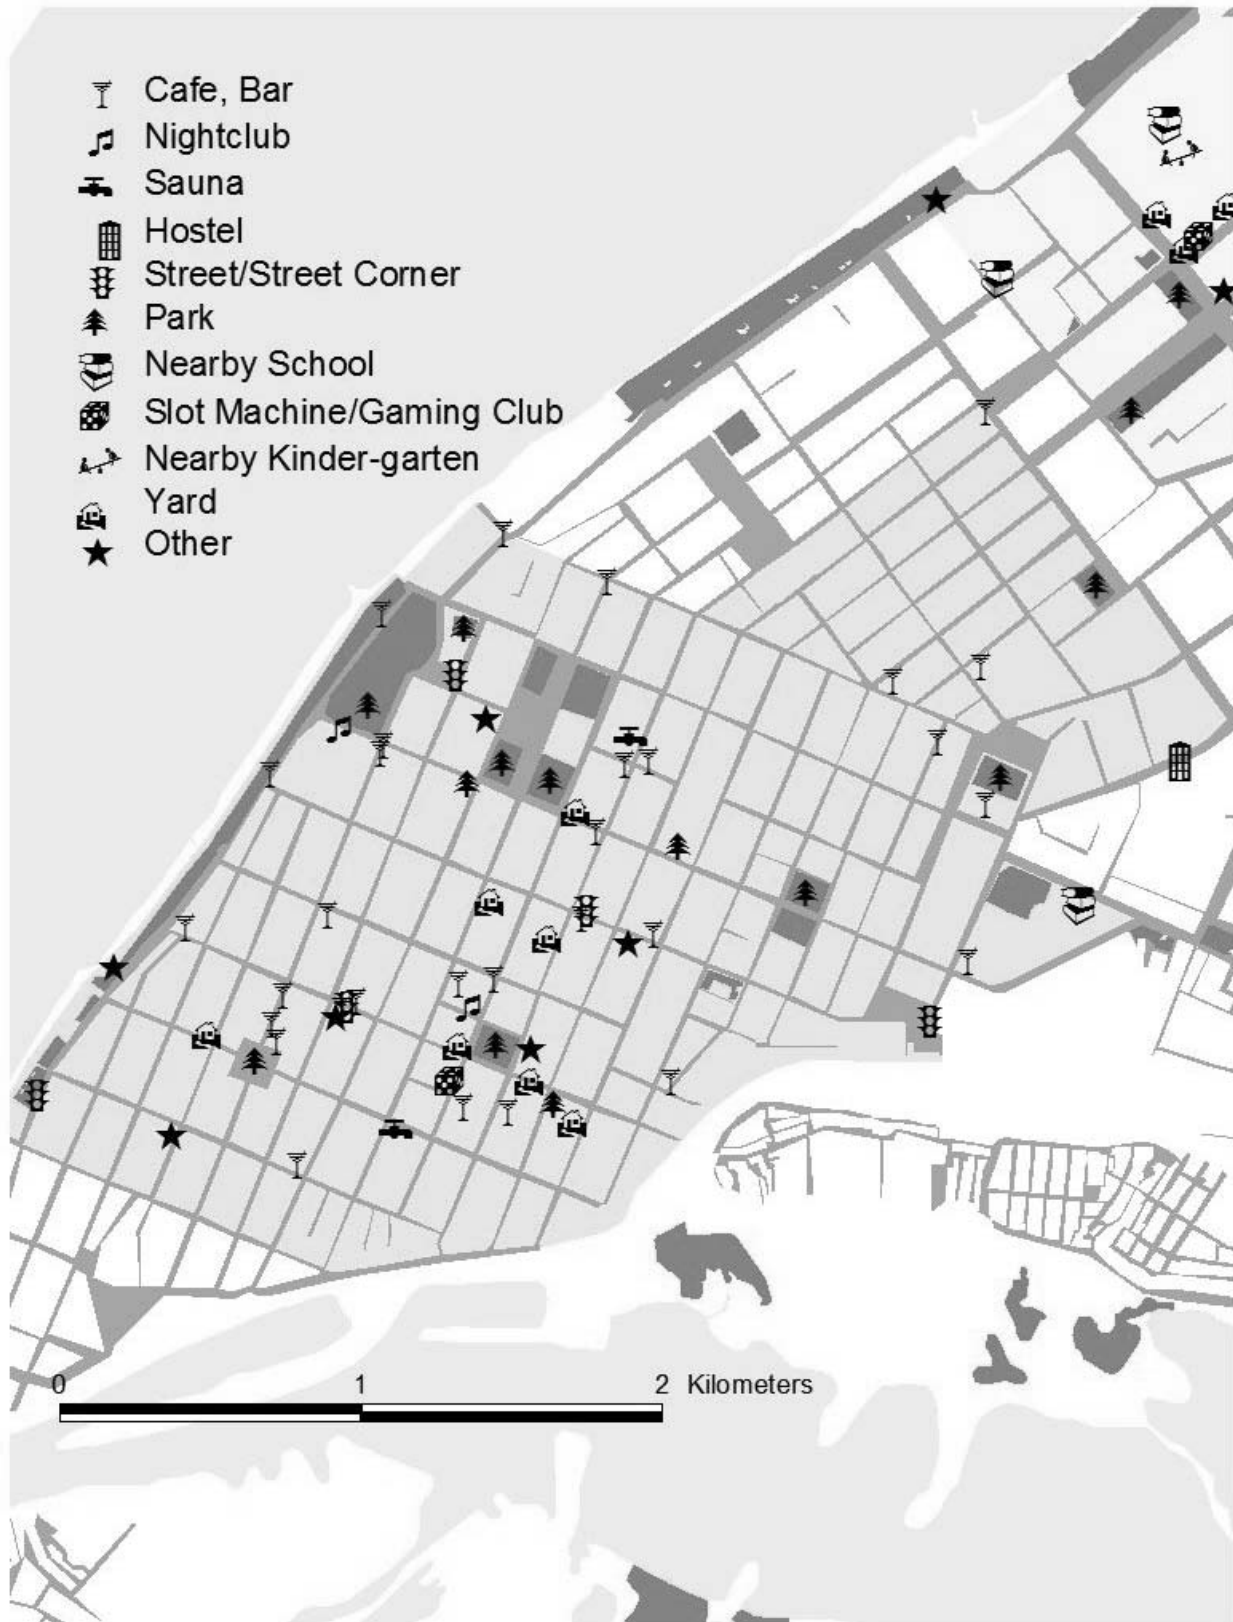 Cafe, Bar
Nightclub
Sauna
Hostel
Street/Street Corner
Park
Nearby School
Slot Machine/Gaming Club
Nearby Kinder-garten
Yard
Other
0 1 2 Kilometers